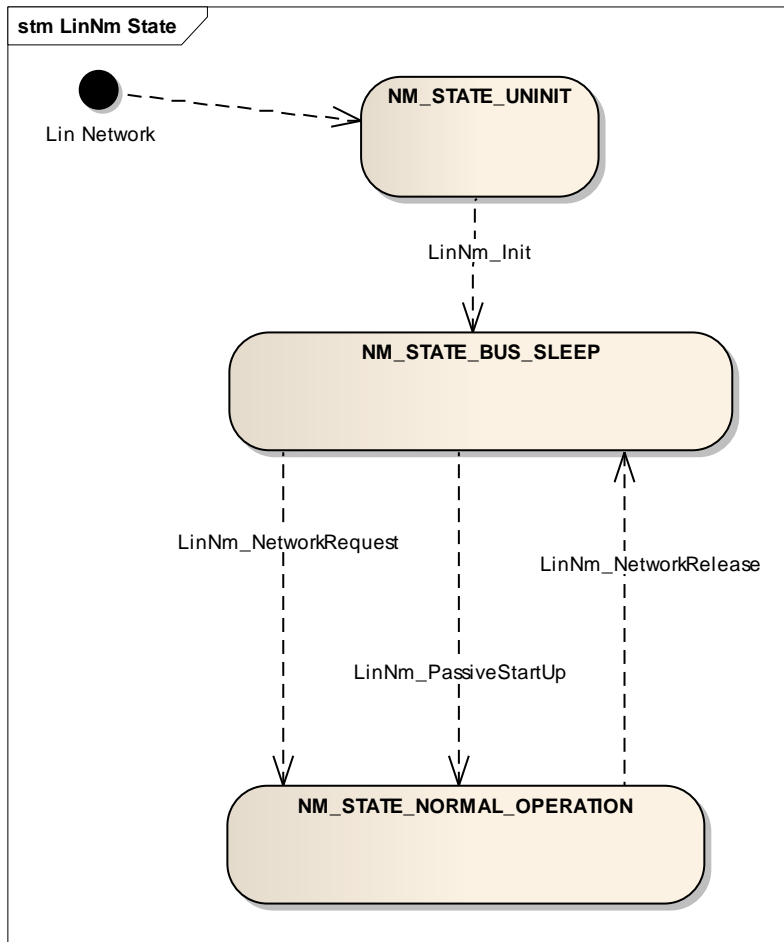 stm LinNm State
Lin Network
NM_STATE_UNINIT
LinNm_Init
NM_STATE_BUS_SLEEP
LinNm_NetworkRequest
LinNm_NetworkRelease
LinNm_PassiveStartUp
NM_STATE_NORMAL_OPERATION